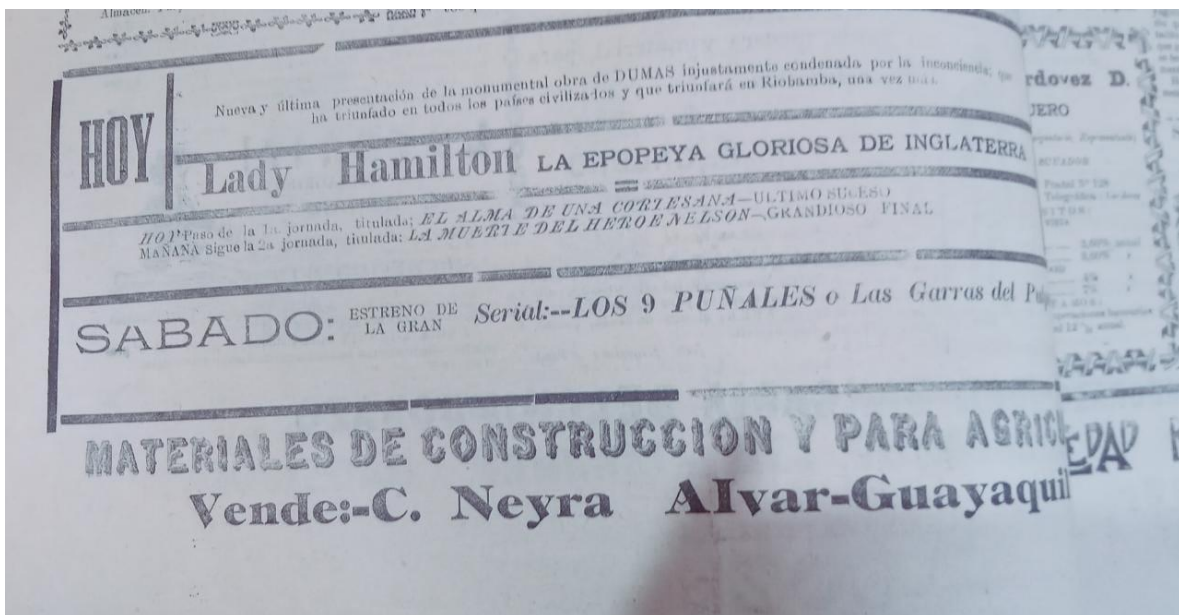 Almacén
HOY
Nueva y última presentación de la monumental obra de DUMAS injustamente condenada por la inconciencia; que
ha triunfado en todos los países civilizados y que triunfará en Riobamba, una vez más.
Lady Hamilton LA EPOPEYA GLORIOSA DE INGLATERRA
HOY Paso de la 1a. jornada, titulada; EL ALMA DE UNA CORTESANA—ULTIMO SUCESO
MAÑANA sigue la 2a jornada, titulada: LA MUERTE DEL HEROE NELSON—GRANDIOSO FINAL
SABADO: ESTRENO DE
LA GRAN
Serial:--LOS 9 PUÑALES o Las Garras del
MATERIALES DE CONSTRUCCION Y PARA AGRIC
Vende:-C. Neyra Alvar-Guayaquil
rdovez D.
JERO
EDAD